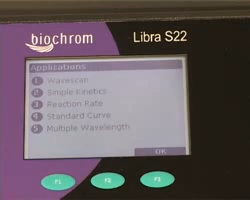 biochrom
Libra S22
Applications
1 Wavescan
2 Simple Kinetics
3 Reaction Rate
4 Standard Curve
5 Multiple Wavelength
OK
F1 F2 F3